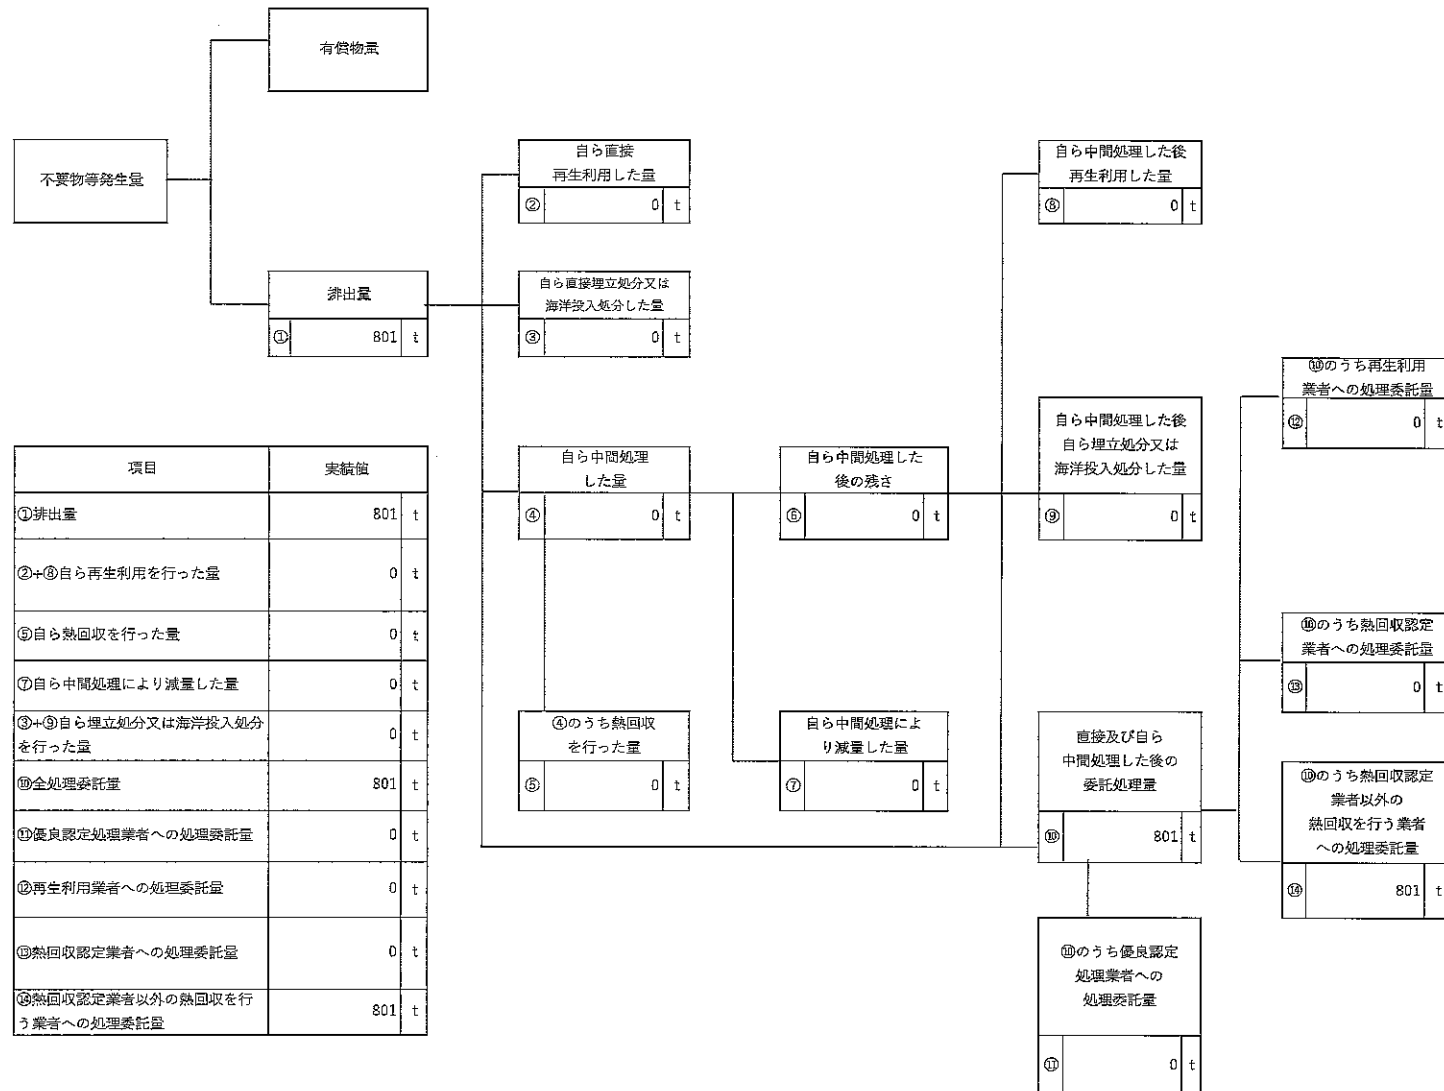 有償物量
不要物等発生量
排出量
① 801 t
自ら直接
再生利用した量
② 0 t
自ら直接埋立処分又は
海洋投入処分した量
③ 0 t
自ら中間処理
した量
④ 0 t
④のうち熱回収
を行った量
⑤ 0 t
自ら中間処理した
後の残さ
⑥ 0 t
自ら中間処理によ
り減量した量
⑦ 0 t
自ら中間処理した後
再生利用した量
⑧ 0 t
自ら中間処理した後
自ら埋立処分又は
海洋投入処分した量
⑨ 0 t
直接及び自ら
中間処理した後の
委託処理量
⑩ 801 t
⑩のうち優良認定
処理業者への
処理委託量
⑪ 0 t
⑩のうち再生利用
業者への処理委託量
⑫ 0 t
⑩のうち熱回収認定
業者への処理委託量
⑬ 0 t
⑩のうち熱回収認定
業者以外の
熱回収を行う業者
への処理委託量
⑭ 801 t
項目 実績値
①排出量 801 t
②+⑧自ら再生利用を行った量 0 t
⑤自ら熱回収を行った量 0 t
⑦自ら中間処理により減量した量 0 t
③+⑨自ら埋立処分又は海洋投入処分
を行った量 0 t
⑩全処理委託量 801 t
⑪優良認定処理業者への処理委託量 0 t
⑫再生利用業者への処理委託量 0 t
⑬熱回収認定業者への処理委託量 0 t
⑭熱回収認定業者以外の熱回収を行
う業者への処理委託量 801 t